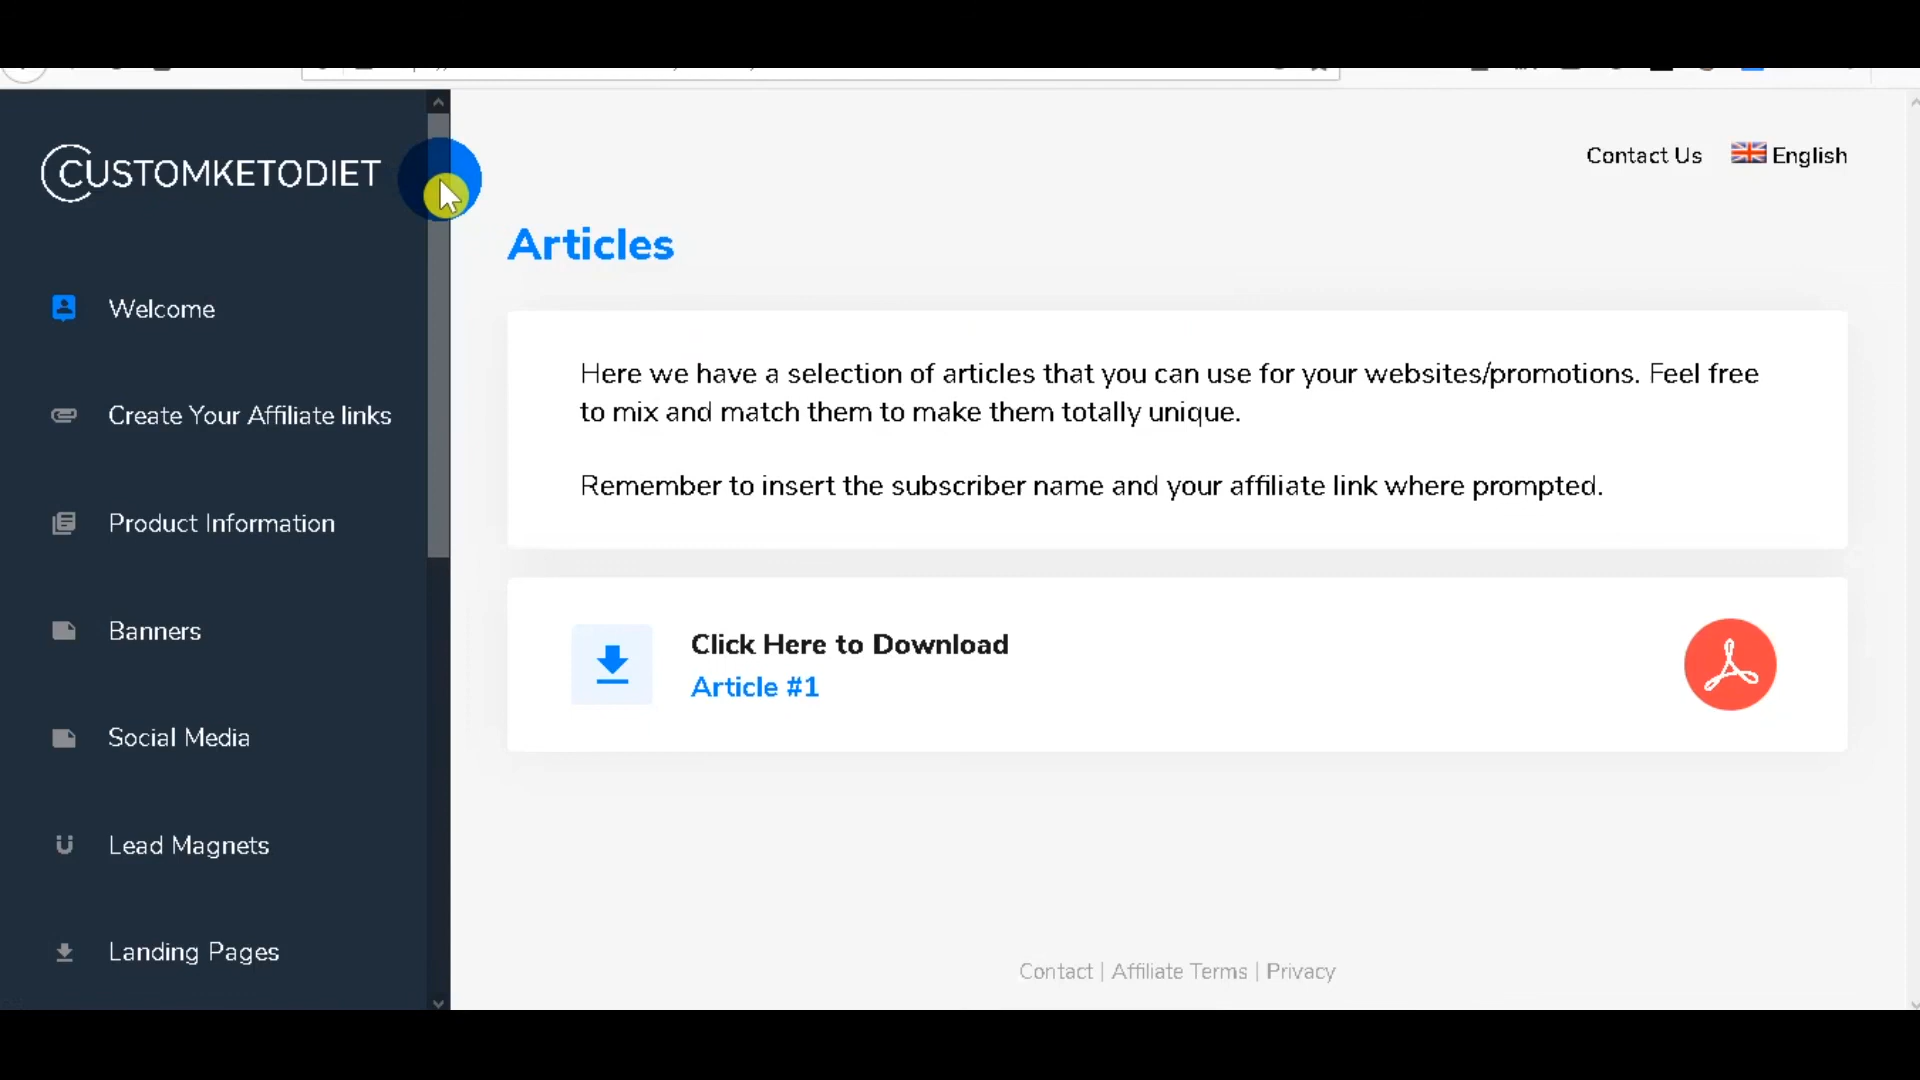 CUSTOMKETODIET
Contact Us
English
Articles
Welcome
Create Your Affiliate links
Product Information
Banners
Social Media
Lead Magnets
Landing Pages
Here we have a selection of articles that you can use for your websites/promotions. Feel free
to mix and match them to make them totally unique.
Remember to insert the subscriber name and your affiliate link where prompted.
Click Here to Download
Article #1
Contact | Affiliate Terms | Privacy